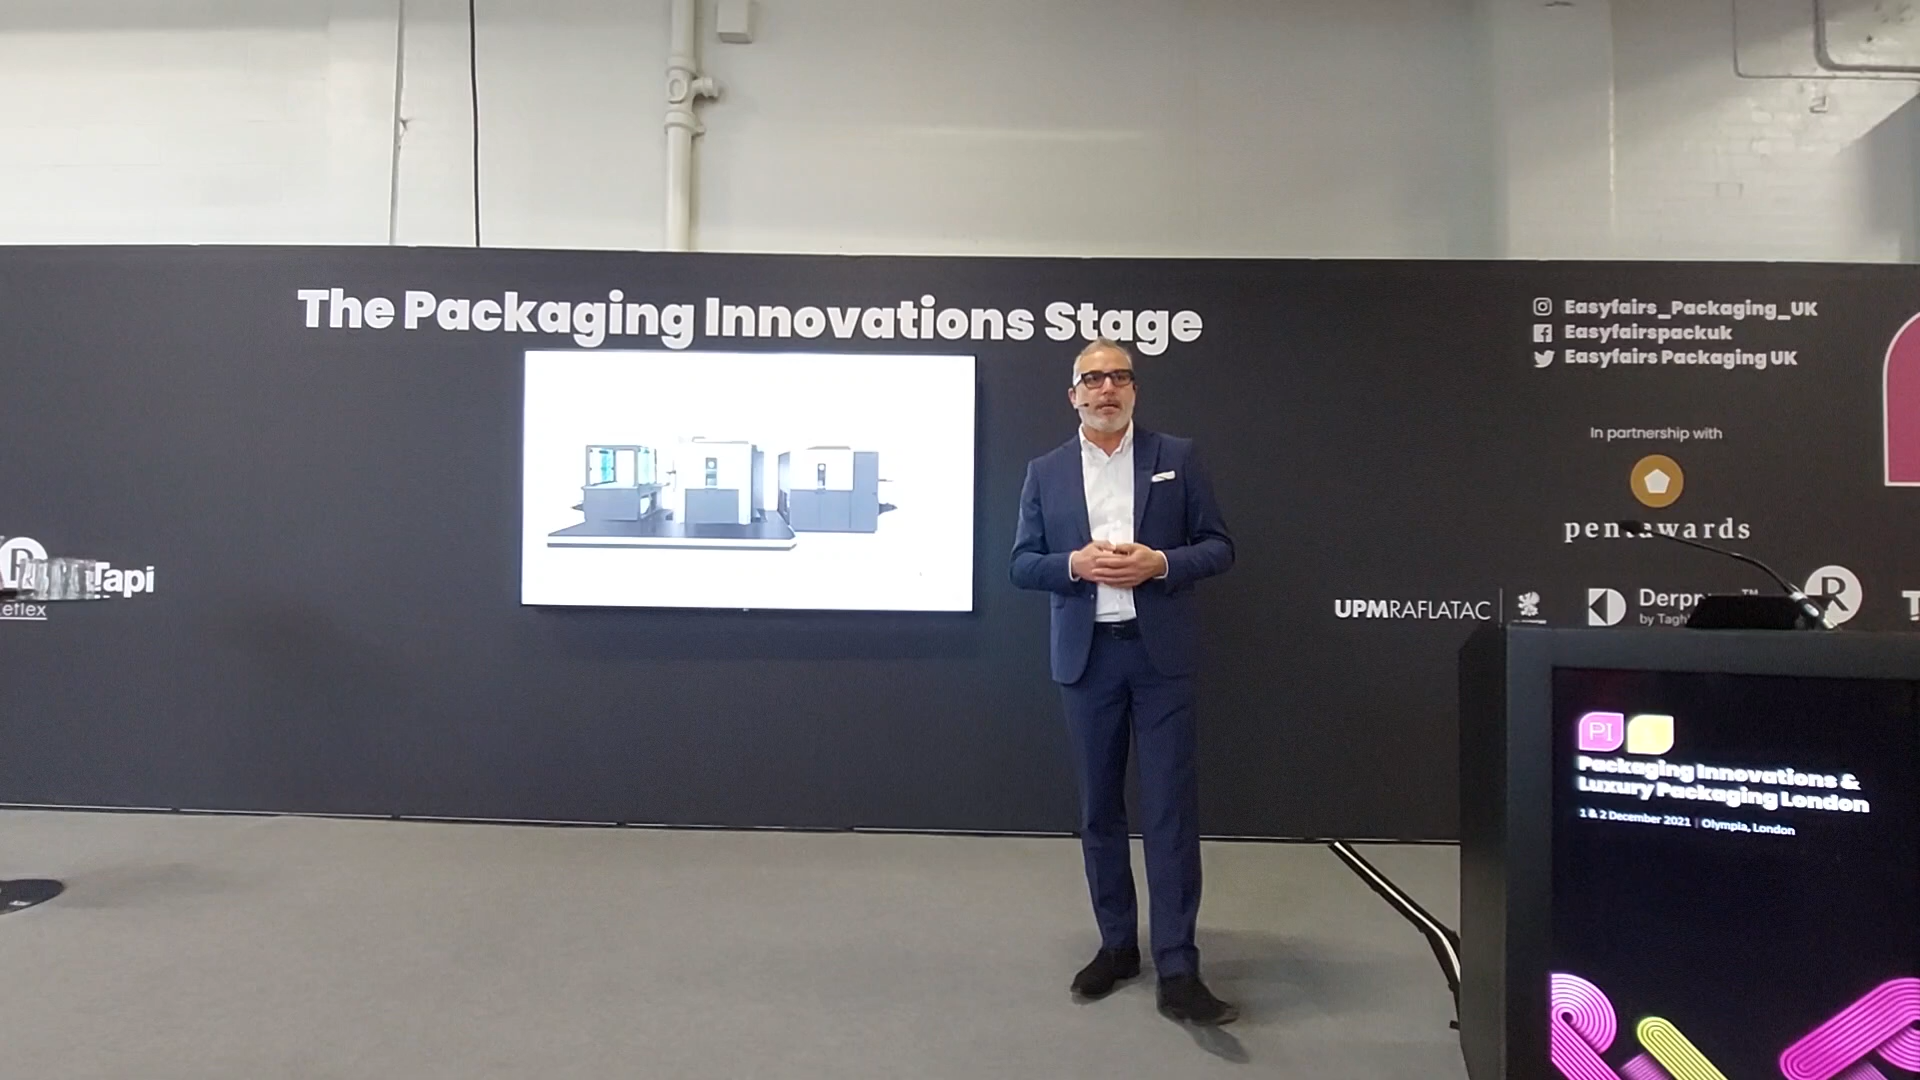 The Packaging Innovations Stage
Easyfairs_Packaging_UK
Easyfairspackuk
Easyfairs Packaging UK
In partnership with
pentawards
Tapi
UPMRAFLATAC
by
R
PI
Packaging Innovations &
Luxury Packaging London
1 & 2 December 2021 | Olympia, London